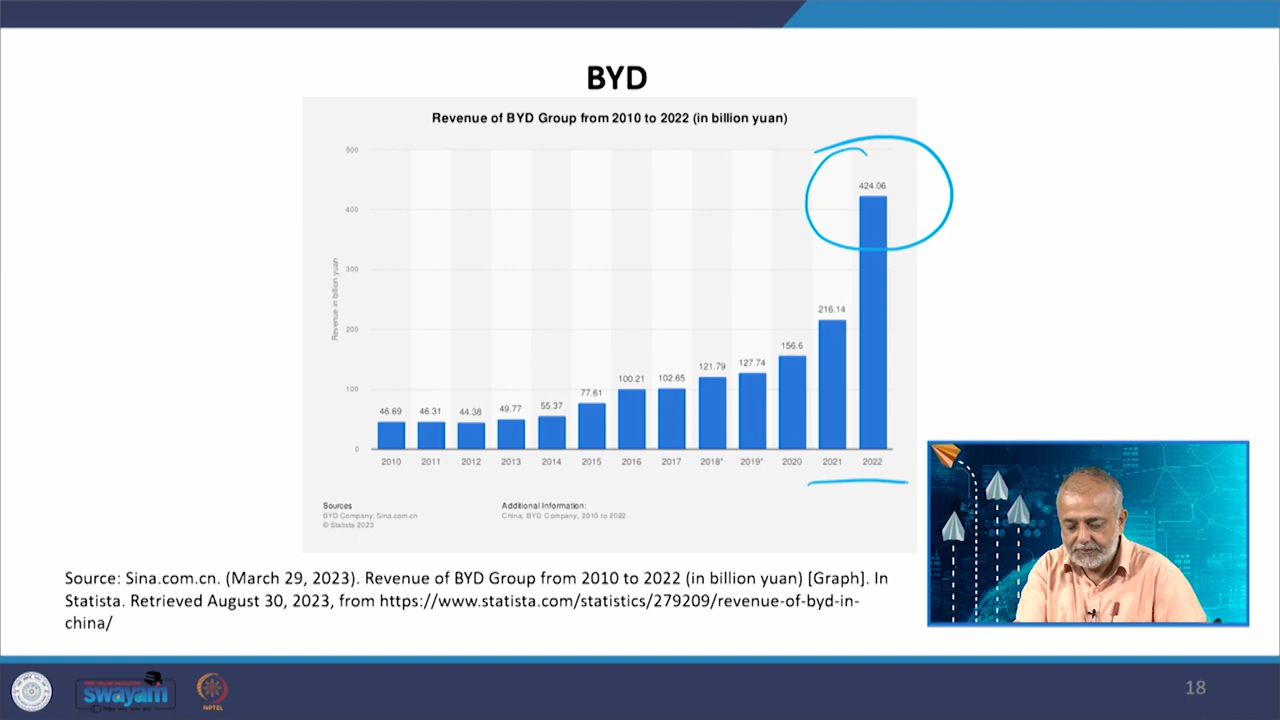 BYD
Revenue of BYD Group from 2010 to 2022 (in billion yuan)
500
400
300
200
100
0
Revenue in billion yuan
46.69
46.31
44.38
49.77
55.37
77.61
100.21
102.65
121.79
127.74
156.6
216.14
424.06
2010 2011 2012 2013 2014 2015 2016 2017 2018* 2019* 2020 2021 2022
Sources
BYD Company; Sina.com.cn
© Statista 2023
Additional Information:
China; BYD Company; 2010 to 2022
Source: Sina.com.cn. (March 29, 2023). Revenue of BYD Group from 2010 to 2022 (in billion yuan) [Graph]. In
Statista. Retrieved August 30, 2023, from https://www.statista.com/statistics/279209/revenue-of-byd-in-
china/
swayam
NPTEL
18